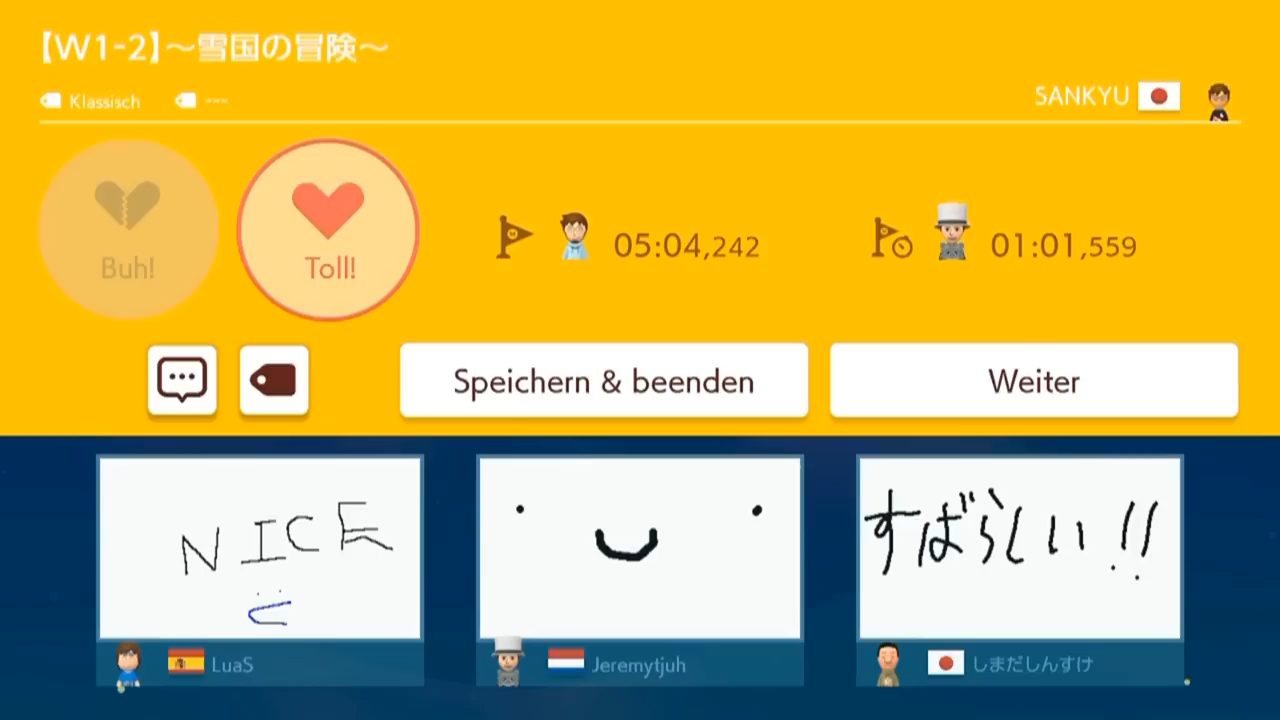 【W1-2】～雪国の冒険～
Klassisch ---
SANKYU
Buh!
Toll!
05:04,242
01:01,559
Speichern & beenden
Weiter
NICE
すばらしい!!
LuaS
Jeremytjuh
しまだしんすけ